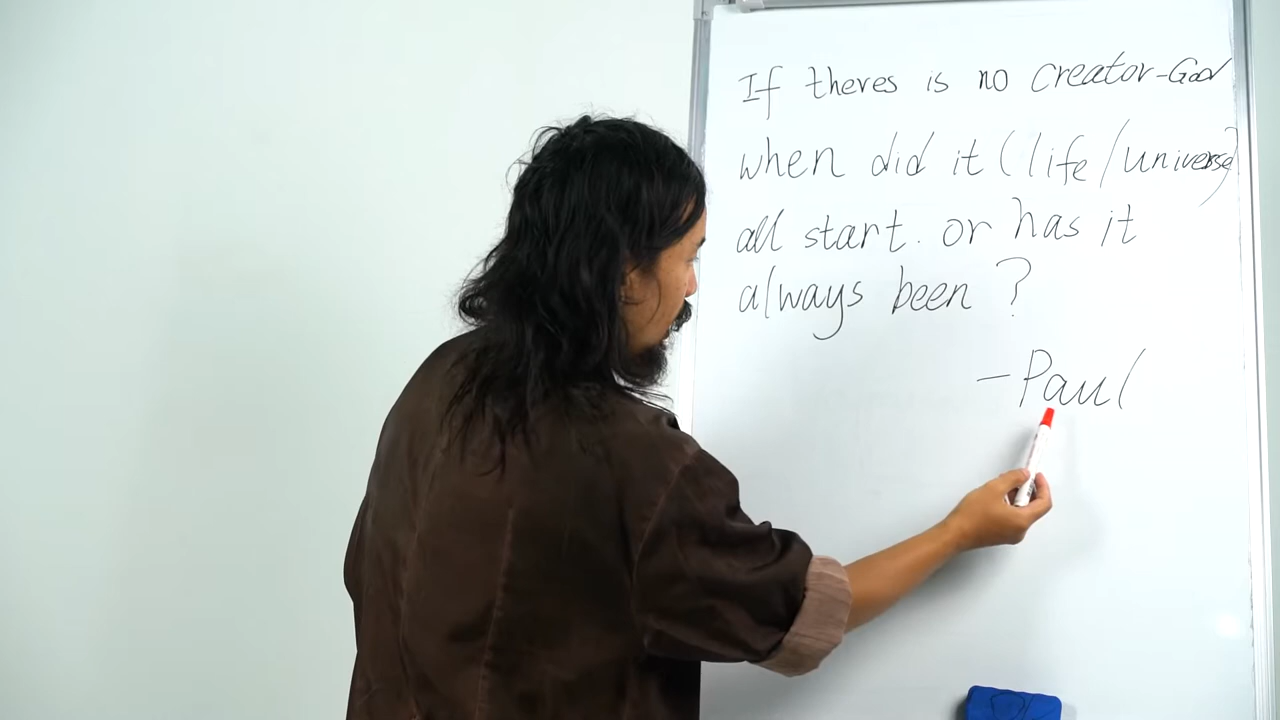 If theres is no creator-God
when did it (life/universe)
all start. or has it
always been ?
-Paul